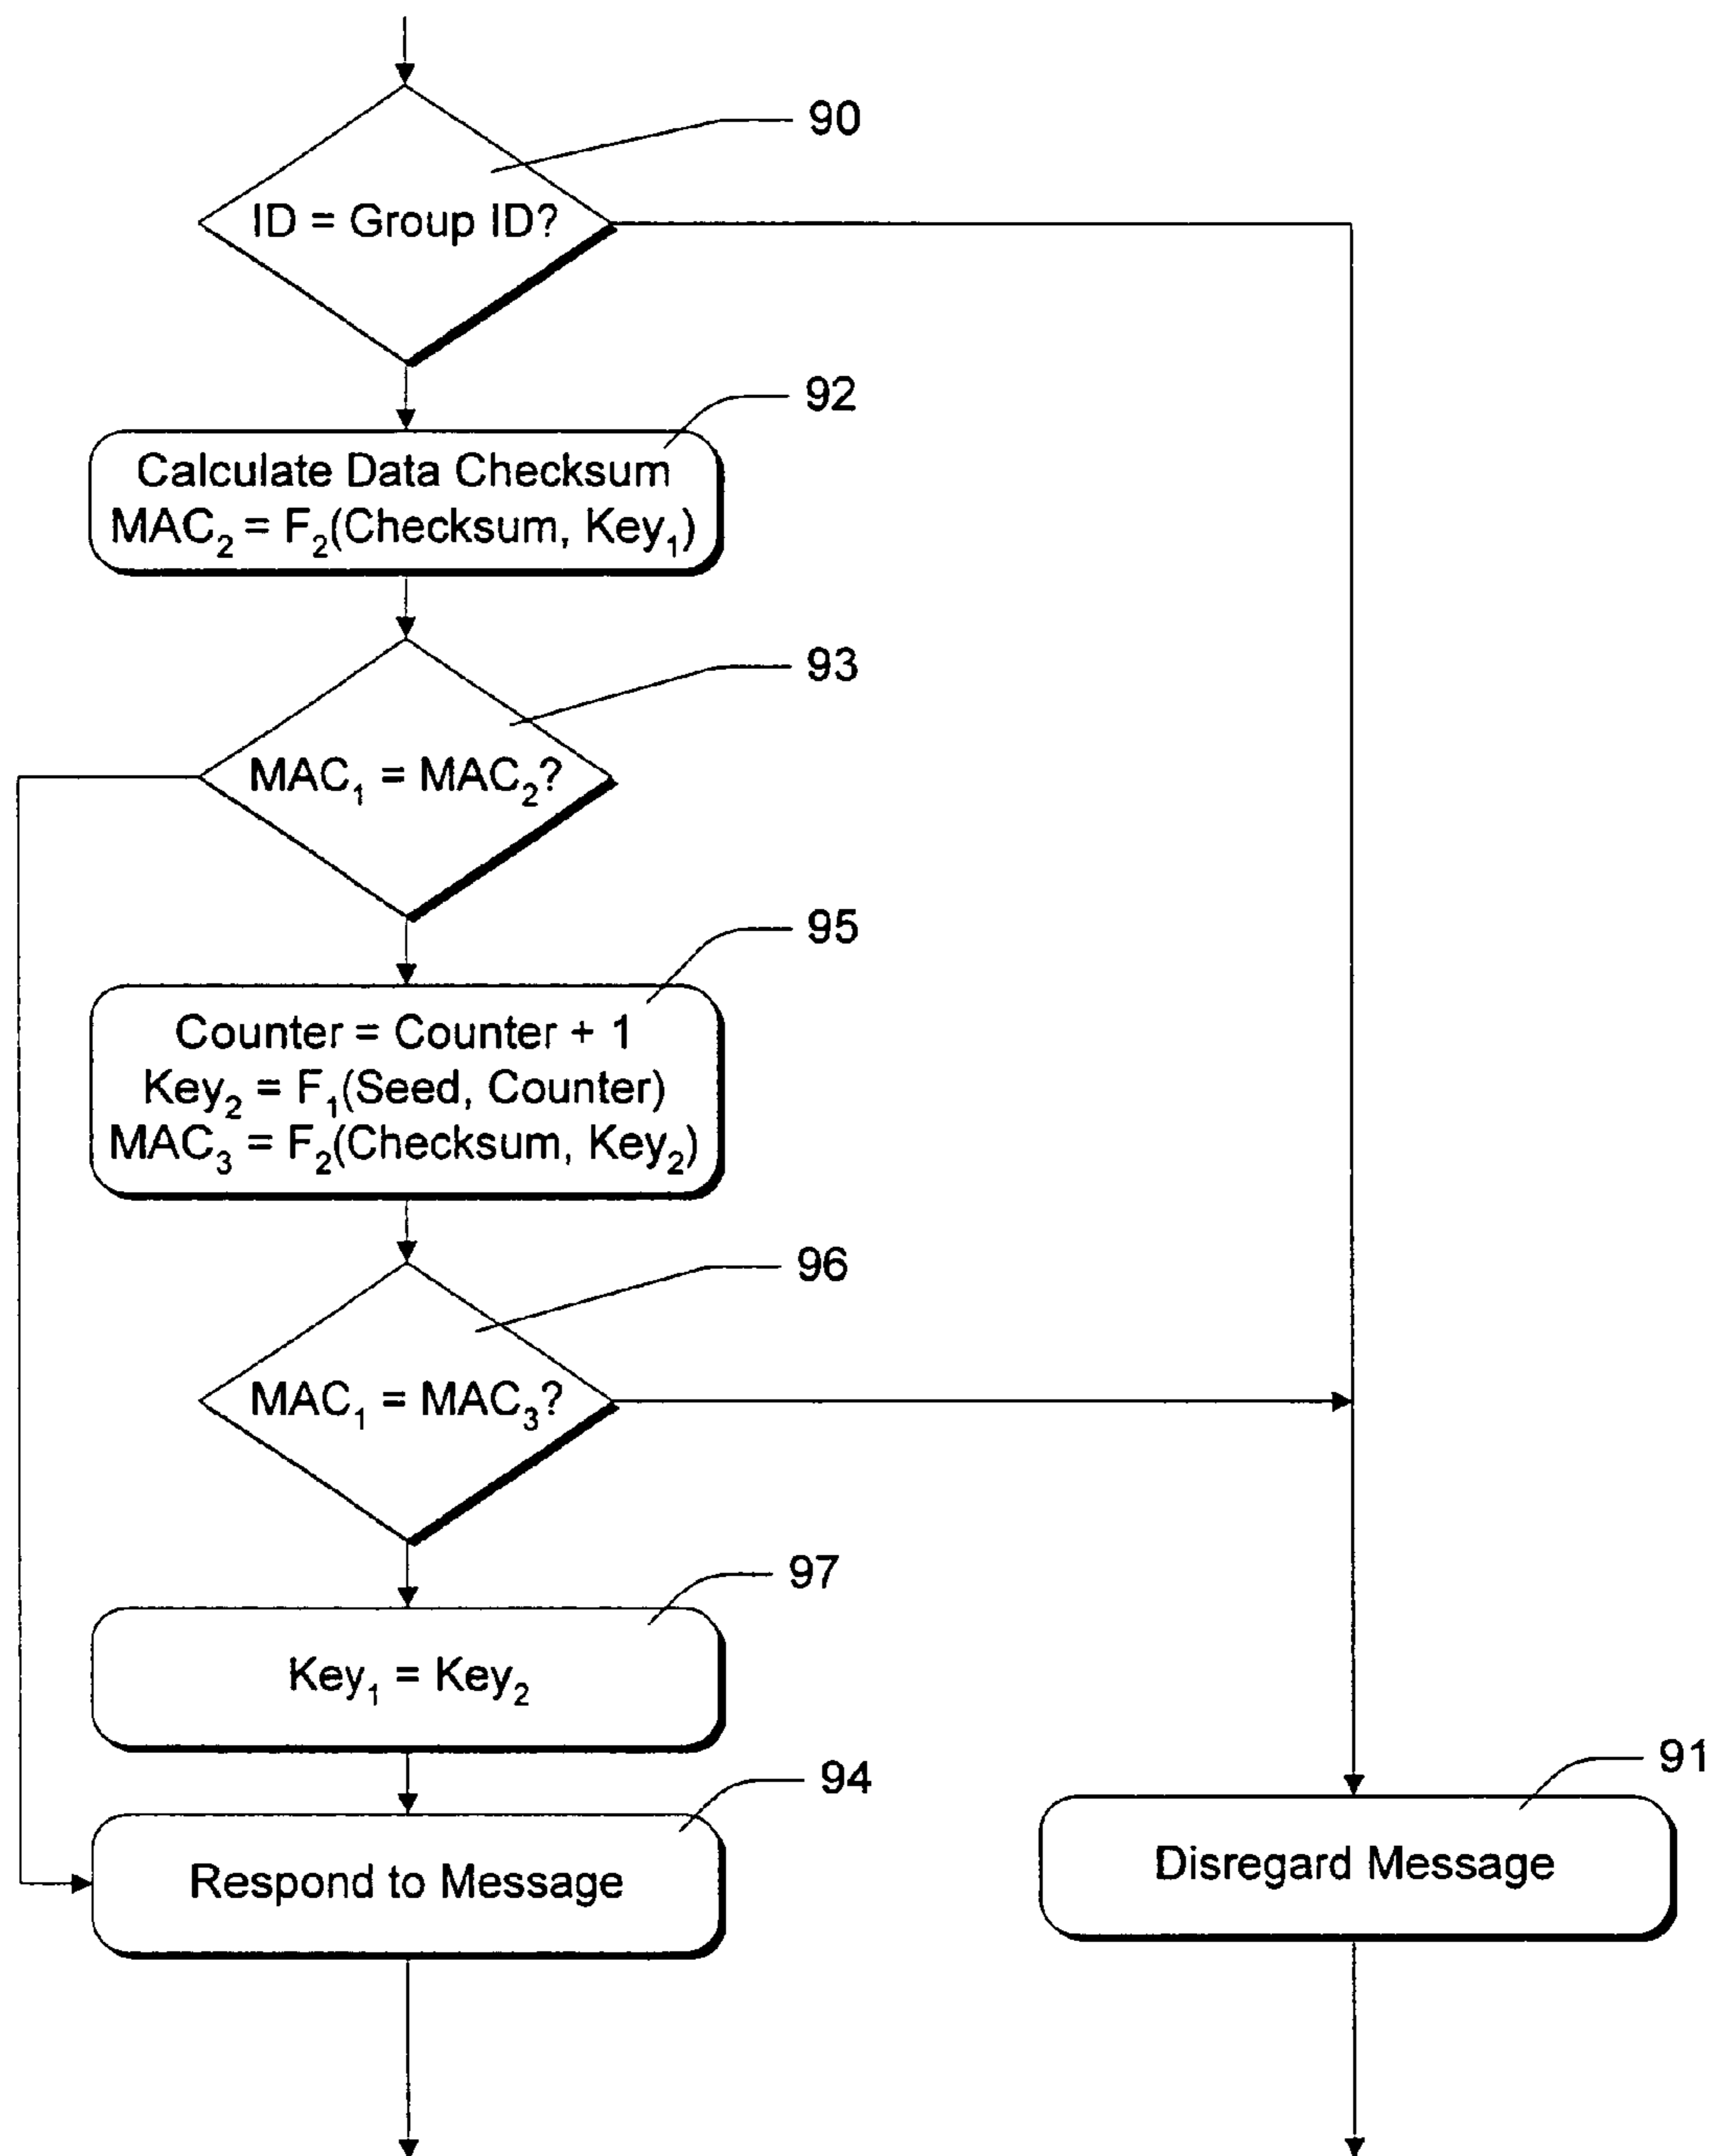 90
ID = Group ID?
92
Calculate Data Checksum
MAC₂ = F₂(Checksum, Key₁)
93
MAC₁ = MAC₂?
95
Counter = Counter + 1
Key₂ = F₁(Seed, Counter)
MAC₃ = F₂(Checksum, Key₂)
96
MAC₁ = MAC₃?
97
Key₁ = Key₂
94
Respond to Message
91
Disregard Message